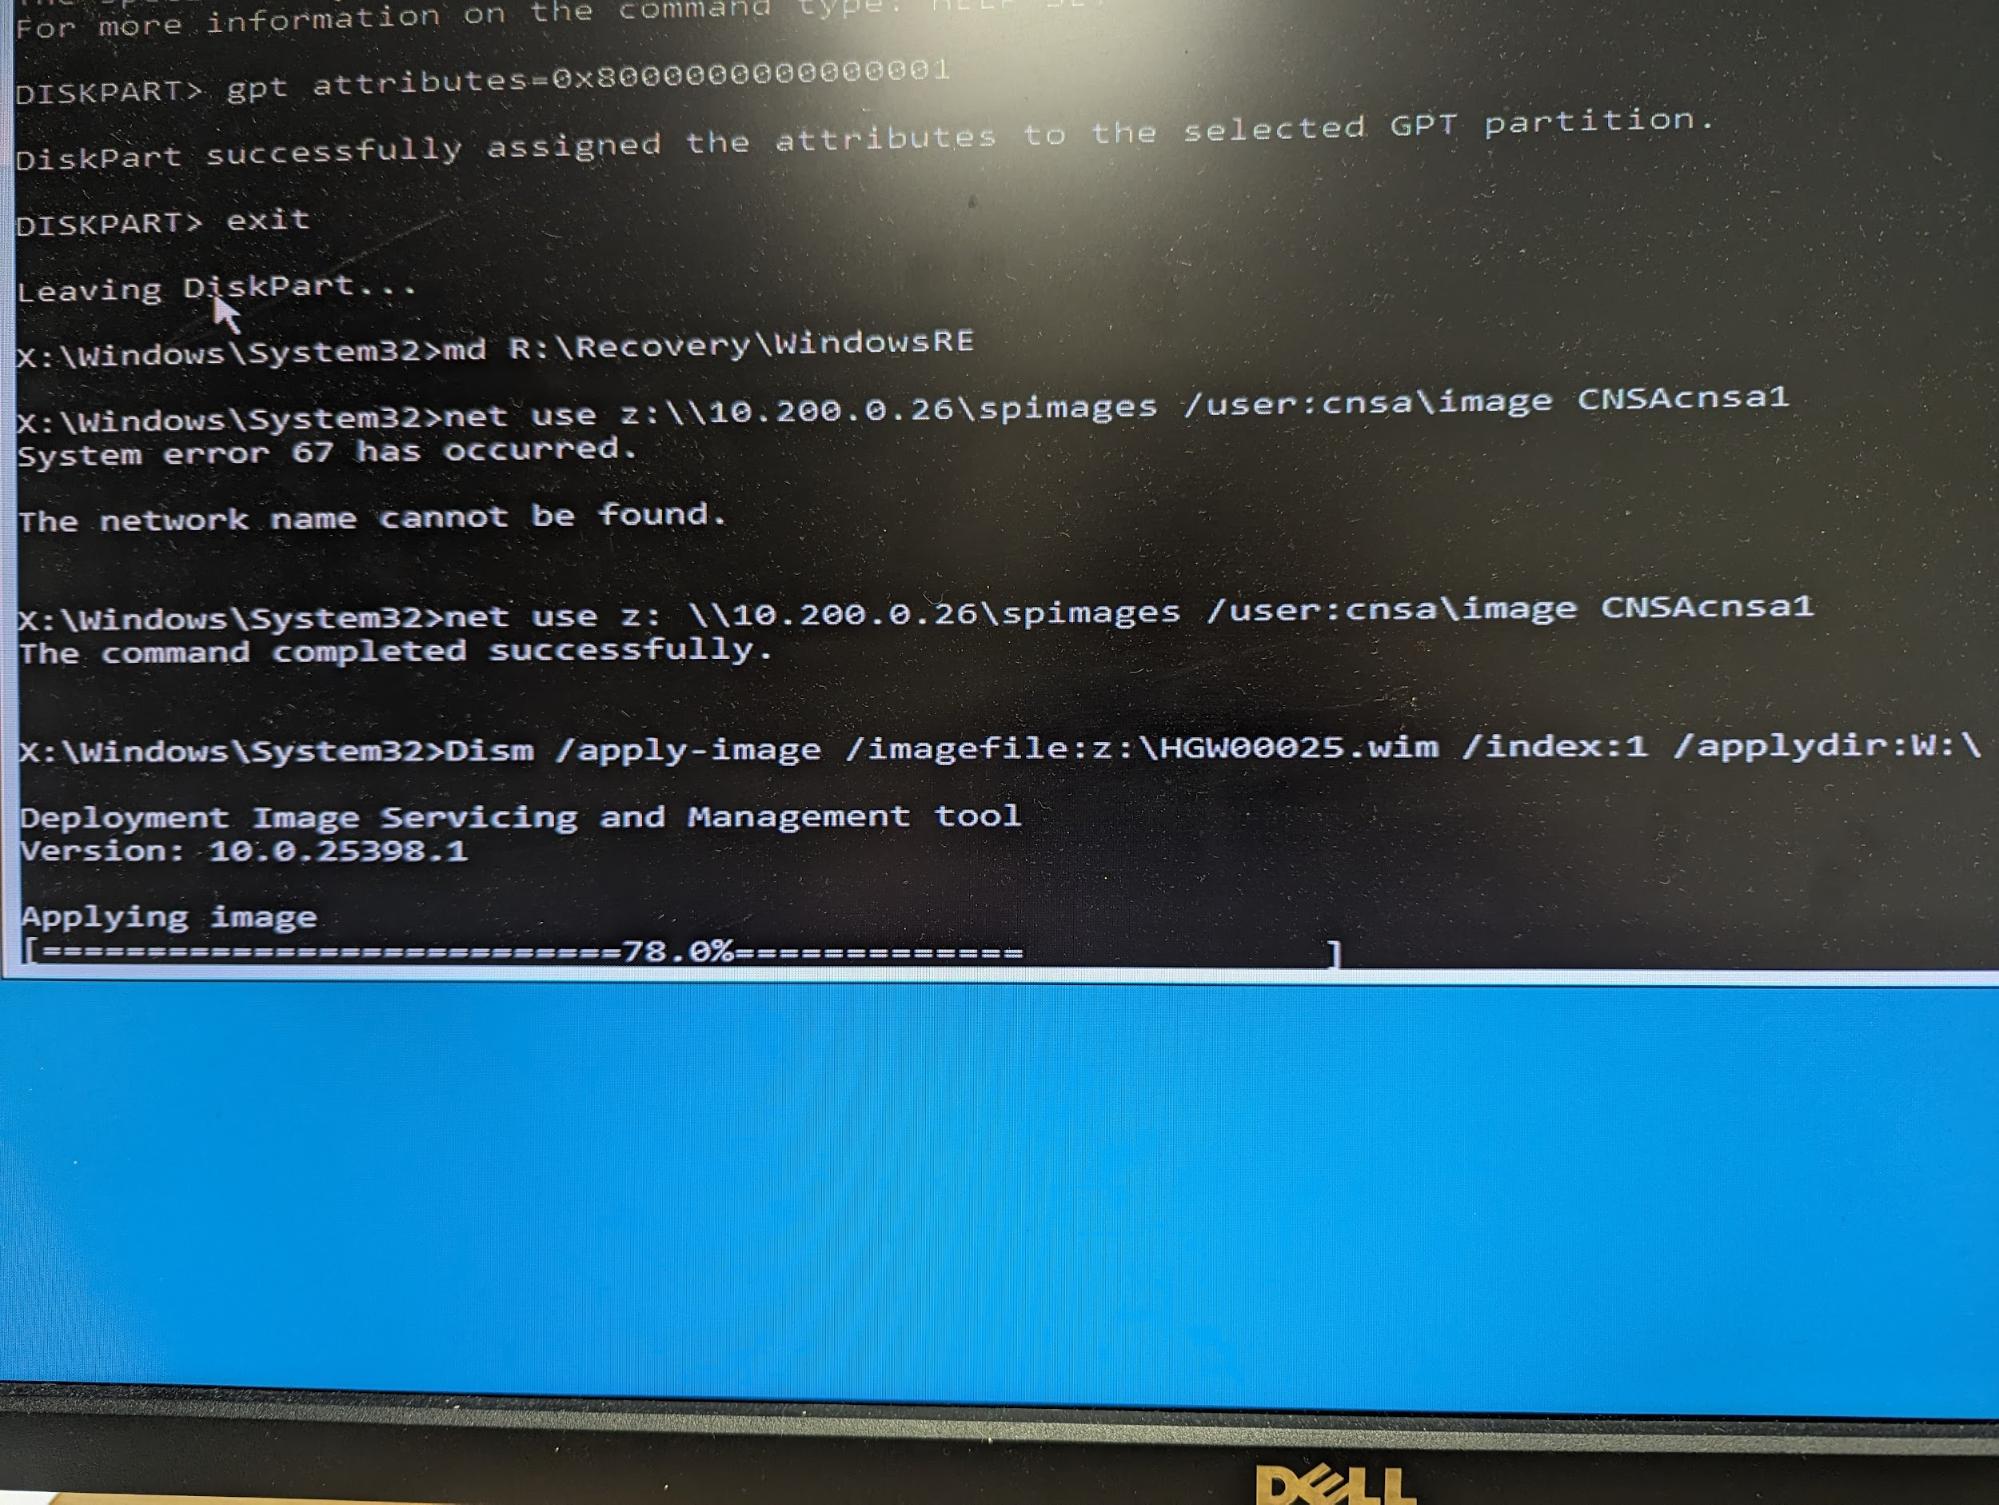 For more information on the command type: HELP SE
DISKPART> gpt attributes=0x8000000000000001
DiskPart successfully assigned the attributes to the selected GPT partition.
DISKPART> exit
Leaving DiskPart...
X:\Windows\System32>md R:\Recovery\WindowsRE
X:\Windows\System32>net use z:\\10.200.0.26\spimages /user:cnsa\image CNSAcnsa1
System error 67 has occurred.
The network name cannot be found.
X:\Windows\System32>net use z: \\10.200.0.26\spimages /user:cnsa\image CNSAcnsa1
The command completed successfully.
X:\Windows\System32>Dism /apply-image /imagefile:z:\HGW00025.wim /index:1 /applydir:W:\
Deployment Image Servicing and Management tool
Version: 10.0.25398.1
Applying image
[===========================78.0%============= ]
DELL